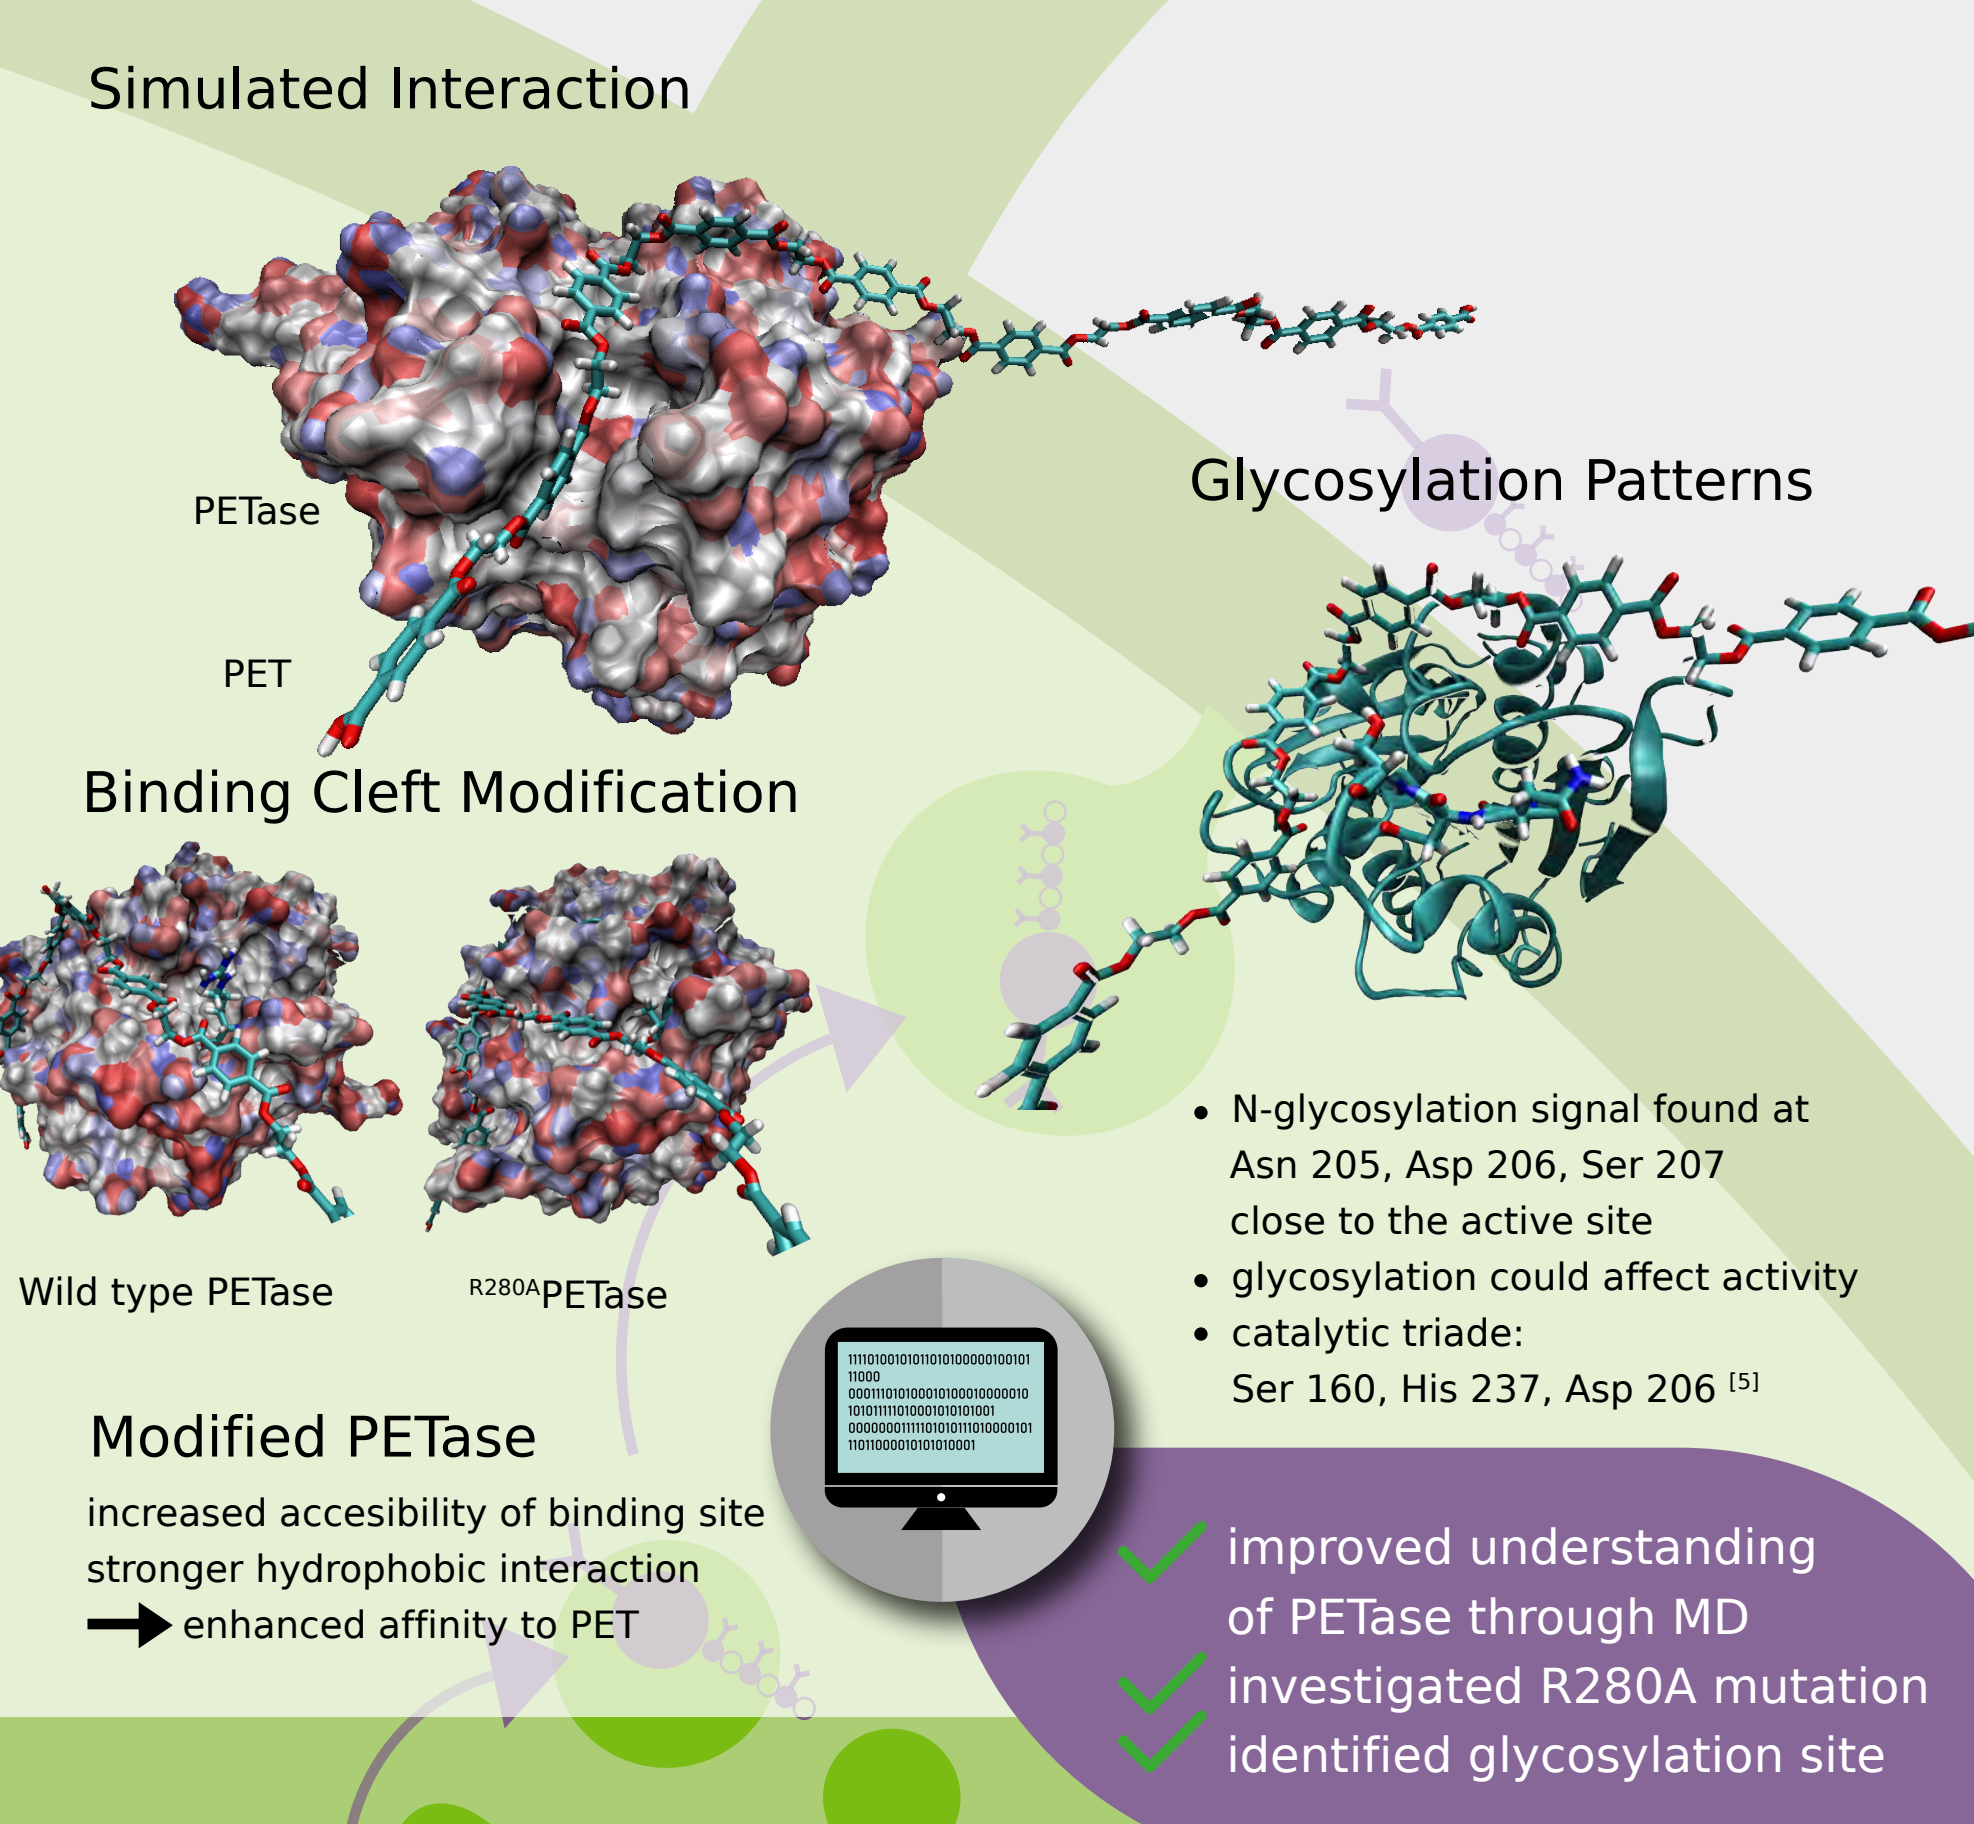 Simulated Interaction
PETase
PET
Binding Cleft Modification
Wild type PETase
R280APETase
Modified PETase
increased accesibility of binding site
stronger hydrophobic interaction
enhanced affinity to PET
Glycosylation Patterns
• N-glycosylation signal found at
Asn 205, Asp 206, Ser 207
close to the active site
• glycosylation could affect activity
• catalytic triade:
Ser 160, His 237, Asp 206 [5]
11000
improved understanding
of PETase through MD
investigated R280A mutation
identified glycosylation site